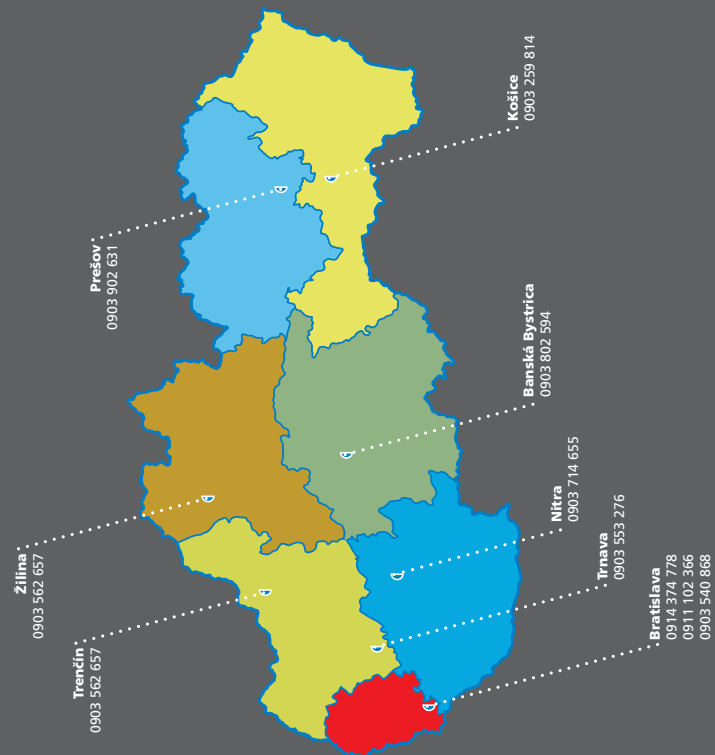 Žilina
0903 562 657
Trenčín
0903 562 657
Prešov
0903 902 631
Košice
0903 259 814
Banská Bystrica
0903 802 594
Nitra
0903 714 655
Trnava
0903 553 276
Bratislava
0914 374 778
0911 102 366
0903 540 868